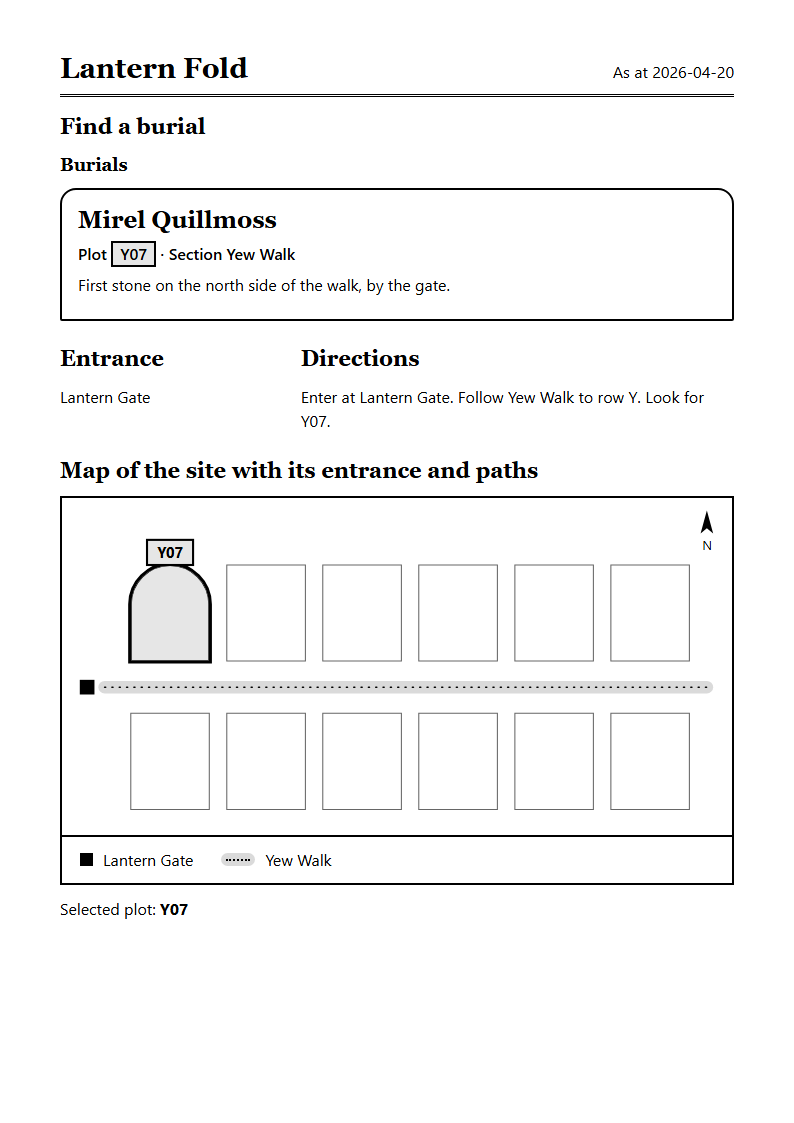 Lantern Fold
As at 2026-04-20
Find a burial
Burials
Mirel Quillmoss
Plot Y07 · Section Yew Walk
First stone on the north side of the walk, by the gate.
Entrance
Lantern Gate
Directions
Enter at Lantern Gate. Follow Yew Walk to row Y. Look for
Y07.
Map of the site with its entrance and paths
N
Y07
Lantern Gate
Yew Walk
Selected plot: Y07